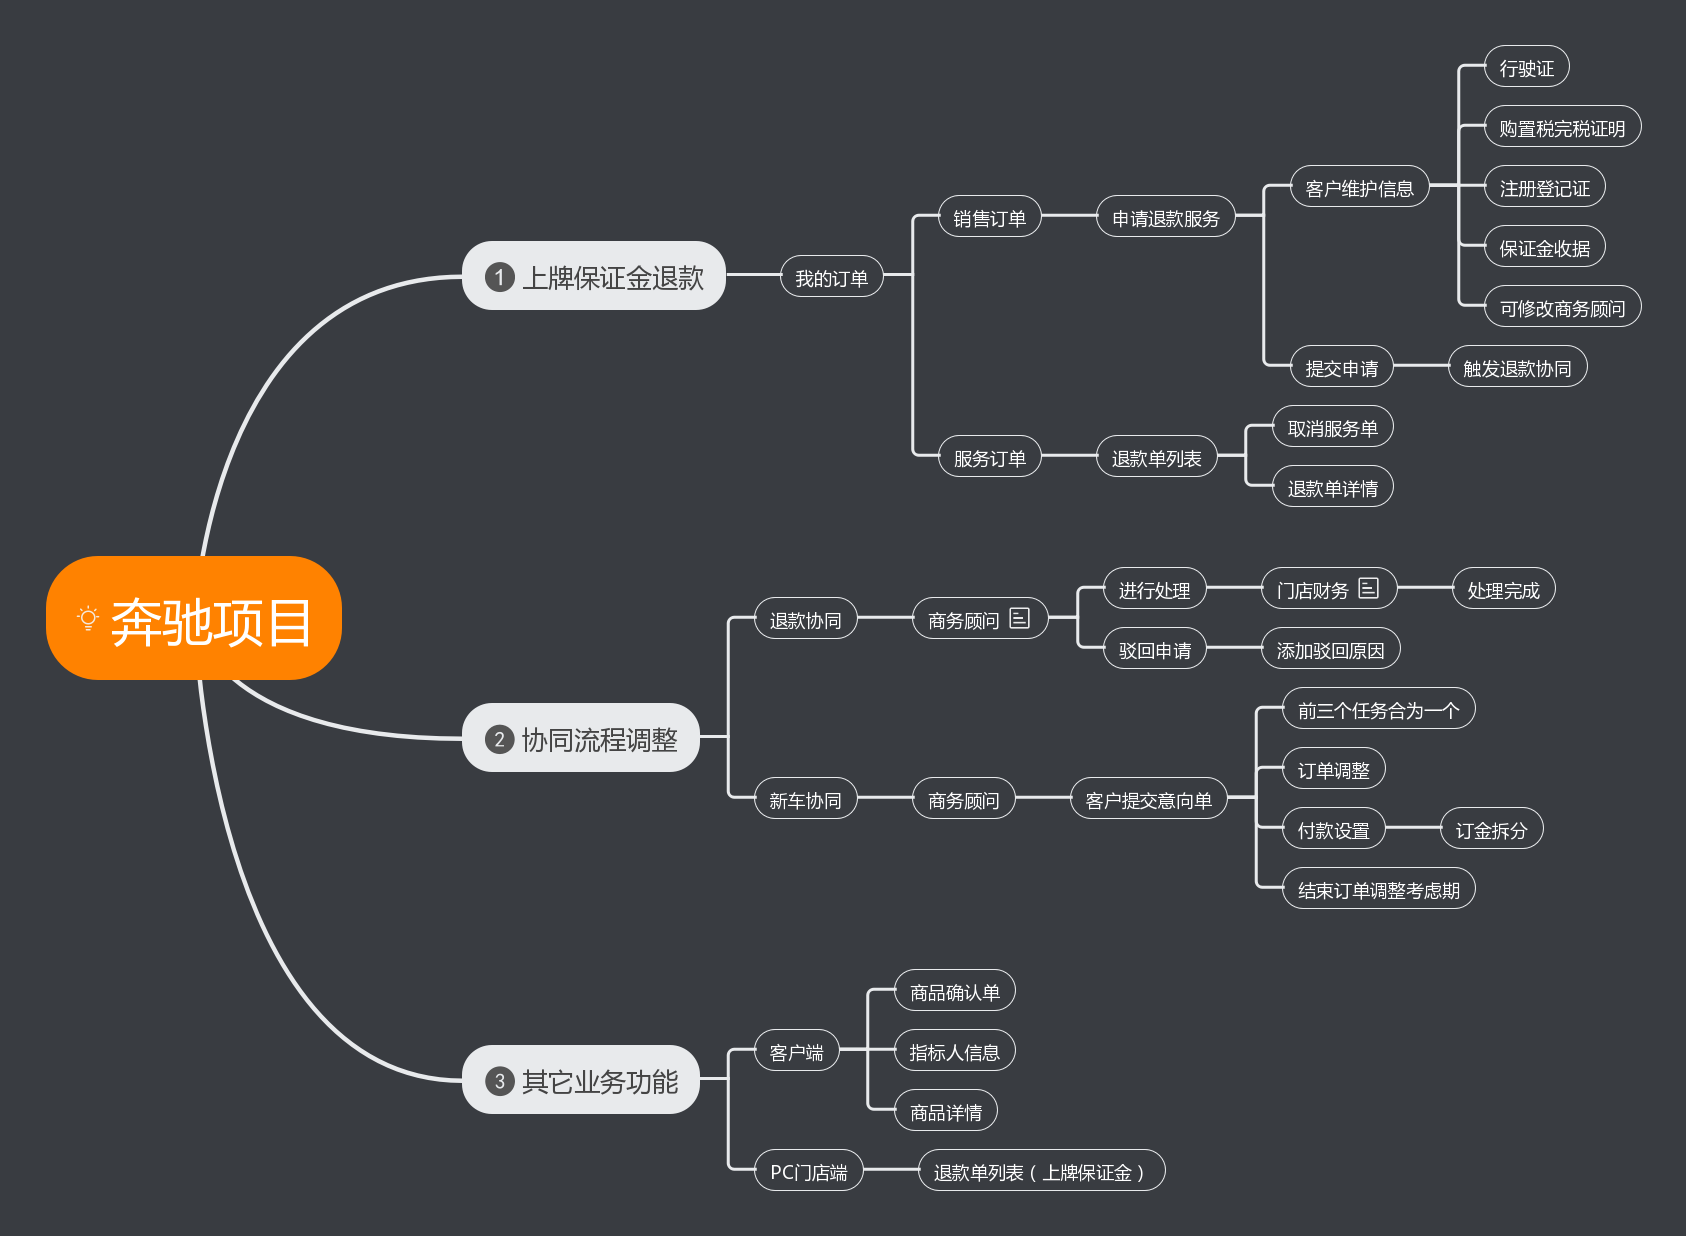 奔驰项目
1 上牌保证金退款
我的订单
销售订单
申请退款服务
客户维护信息
行驶证
购置税完税证明
注册登记证
保证金收据
可修改商务顾问
提交申请
触发退款协同
服务订单
退款单列表
取消服务单
退款单详情
2 协同流程调整
退款协同
商务顾问
进行处理
门店财务
处理完成
驳回申请
添加驳回原因
新车协同
商务顾问
客户提交意向单
前三个任务合为一个
订单调整
付款设置
订金拆分
结束订单调整考虑期
3 其它业务功能
客户端
商品确认单
指标人信息
商品详情
PC门店端
退款单列表（上牌保证金）